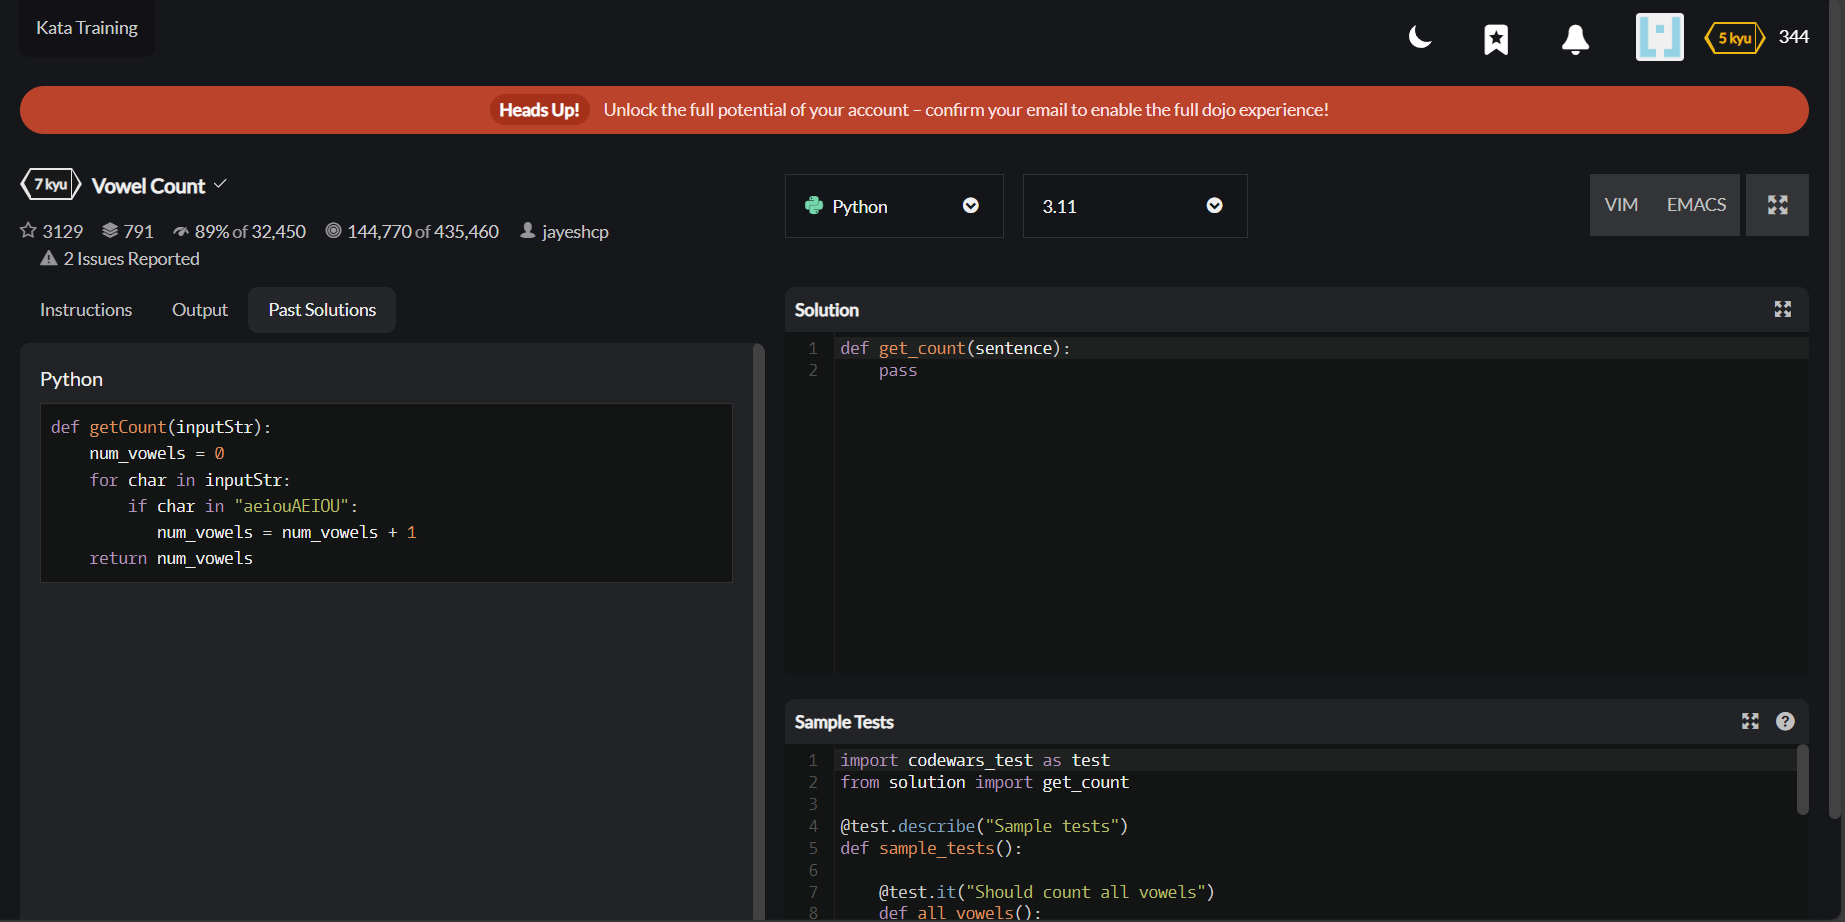 Kata Training
5 kyu 344
Heads Up! Unlock the full potential of your account – confirm your email to enable the full dojo experience!
7 kyu Vowel Count
3129 791 89% of 32,450 144,770 of 435,460 jayeshcp
2 Issues Reported
Instructions Output Past Solutions
Python
def getCount(inputStr):
    num_vowels = 0
    for char in inputStr:
        if char in "aeiouAEIOU":
           num_vowels = num_vowels + 1
    return num_vowels
Python 3.11 VIM EMACS
Solution
1 def get_count(sentence):
2     pass
Sample Tests ?
1 import codewars_test as test
2 from solution import get_count
3
4 @test.describe("Sample tests")
5 def sample_tests():
6
7     @test.it("Should count all vowels")
8     def all_vowels():